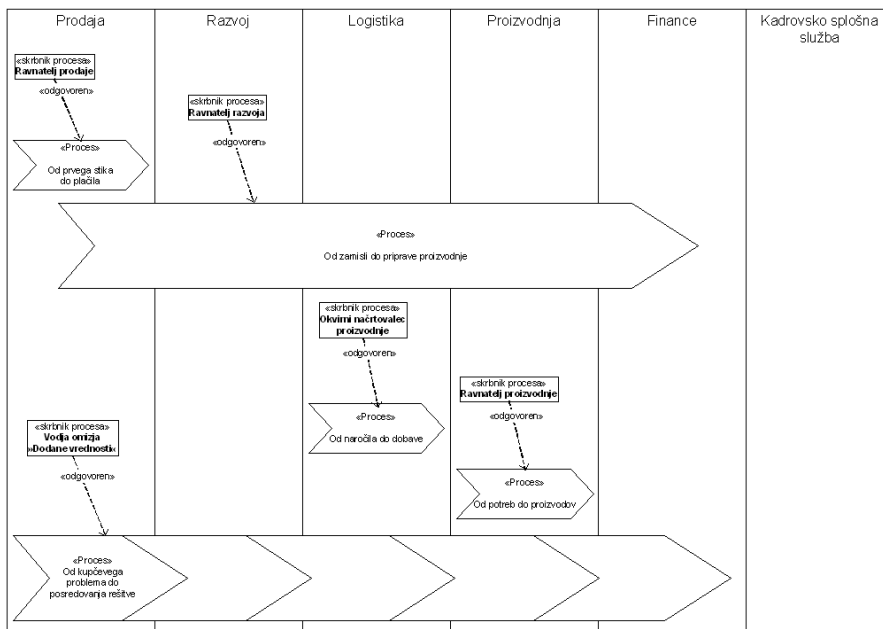 Prodaja
Razvoj
Logistika
Proizvodnja
Finance
Kadrovsko splošna
služba
«skrbnik procesa»
Ravnatelj prodaje
«odgovoren»
«Proces»
Od prvega stika
do plačila
«skrbnik procesa»
Ravnatelj razvoja
«odgovoren»
«Proces»
Od zamisli do priprave proizvodnje
«skrbnik procesa»
Okvirni načrtovalec
proizvodnje
«odgovoren»
«Proces»
Od naročila do dobave
«skrbnik procesa»
Ravnatelj proizvodnje
«odgovoren»
«Proces»
Od potreb do proizvodov
«skrbnik procesa»
Vodja omizja
»Dodane vrednosti«
«odgovoren»
«Proces»
Od kupčevega
problema do
posredovanja rešitve